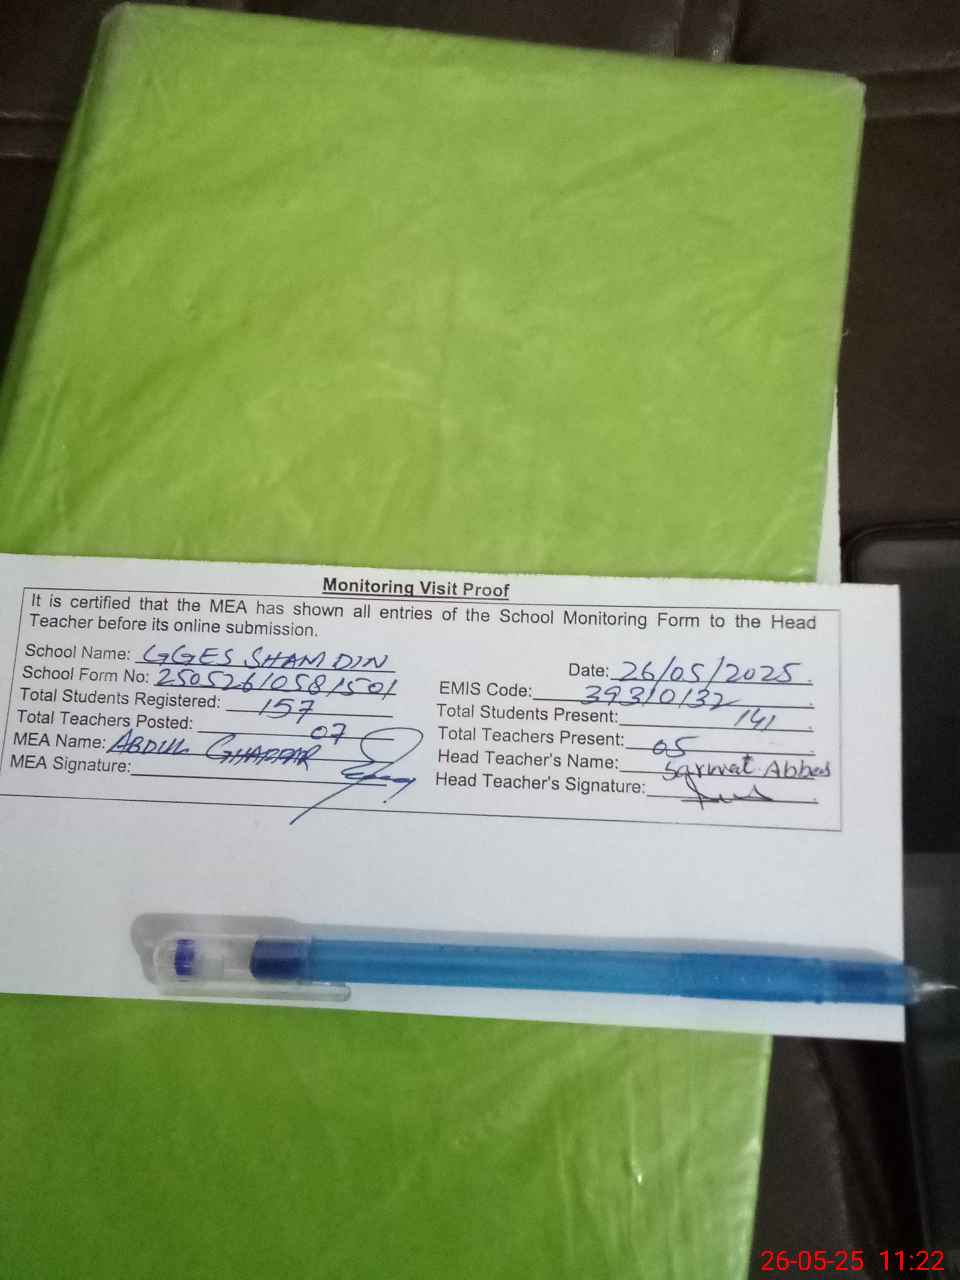 Monitoring Visit Proof
It is certified that the MEA has shown all entries of the School Monitoring Form to the Head
Teacher before its online submission.
School Name: GGES SHAM DIN
Date: 26/05/2025
School Form No: 250526105815 01
EMIS Code: 39310132
Total Students Registered: 157
Total Students Present: 141
Total Teachers Posted: 07
Total Teachers Present: 05
MEA Name: ABDUL GHAFFAR
Head Teacher's Name: Sarwat Abbas
MEA Signature:
Head Teacher's Signature:
26-05-25 11:22